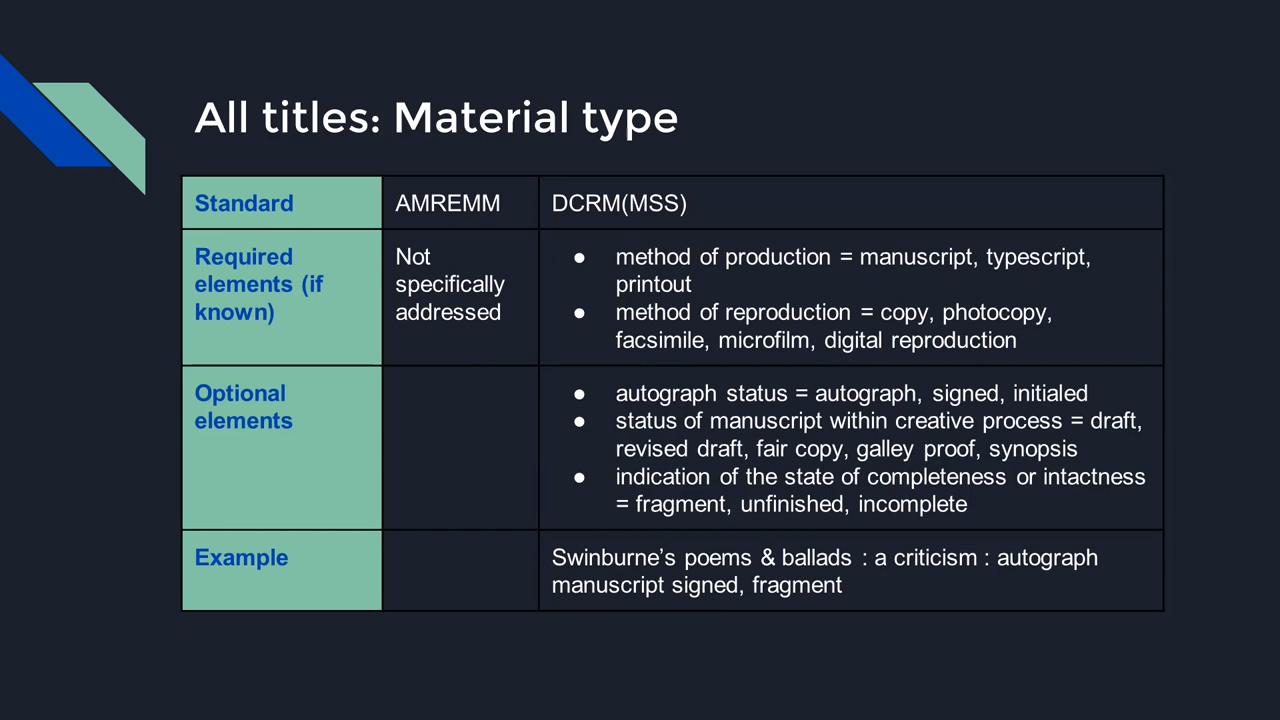 All titles: Material type
Standard
AMREMM
DCRM(MSS)
Required
elements (if
known)
Not
specifically
addressed
● method of production = manuscript, typescript,
printout
● method of reproduction = copy, photocopy,
facsimile, microfilm, digital reproduction
Optional
elements
● autograph status = autograph, signed, initialed
● status of manuscript within creative process = draft,
revised draft, fair copy, galley proof, synopsis
● indication of the state of completeness or intactness
= fragment, unfinished, incomplete
Example
Swinburne’s poems & ballads : a criticism : autograph
manuscript signed, fragment